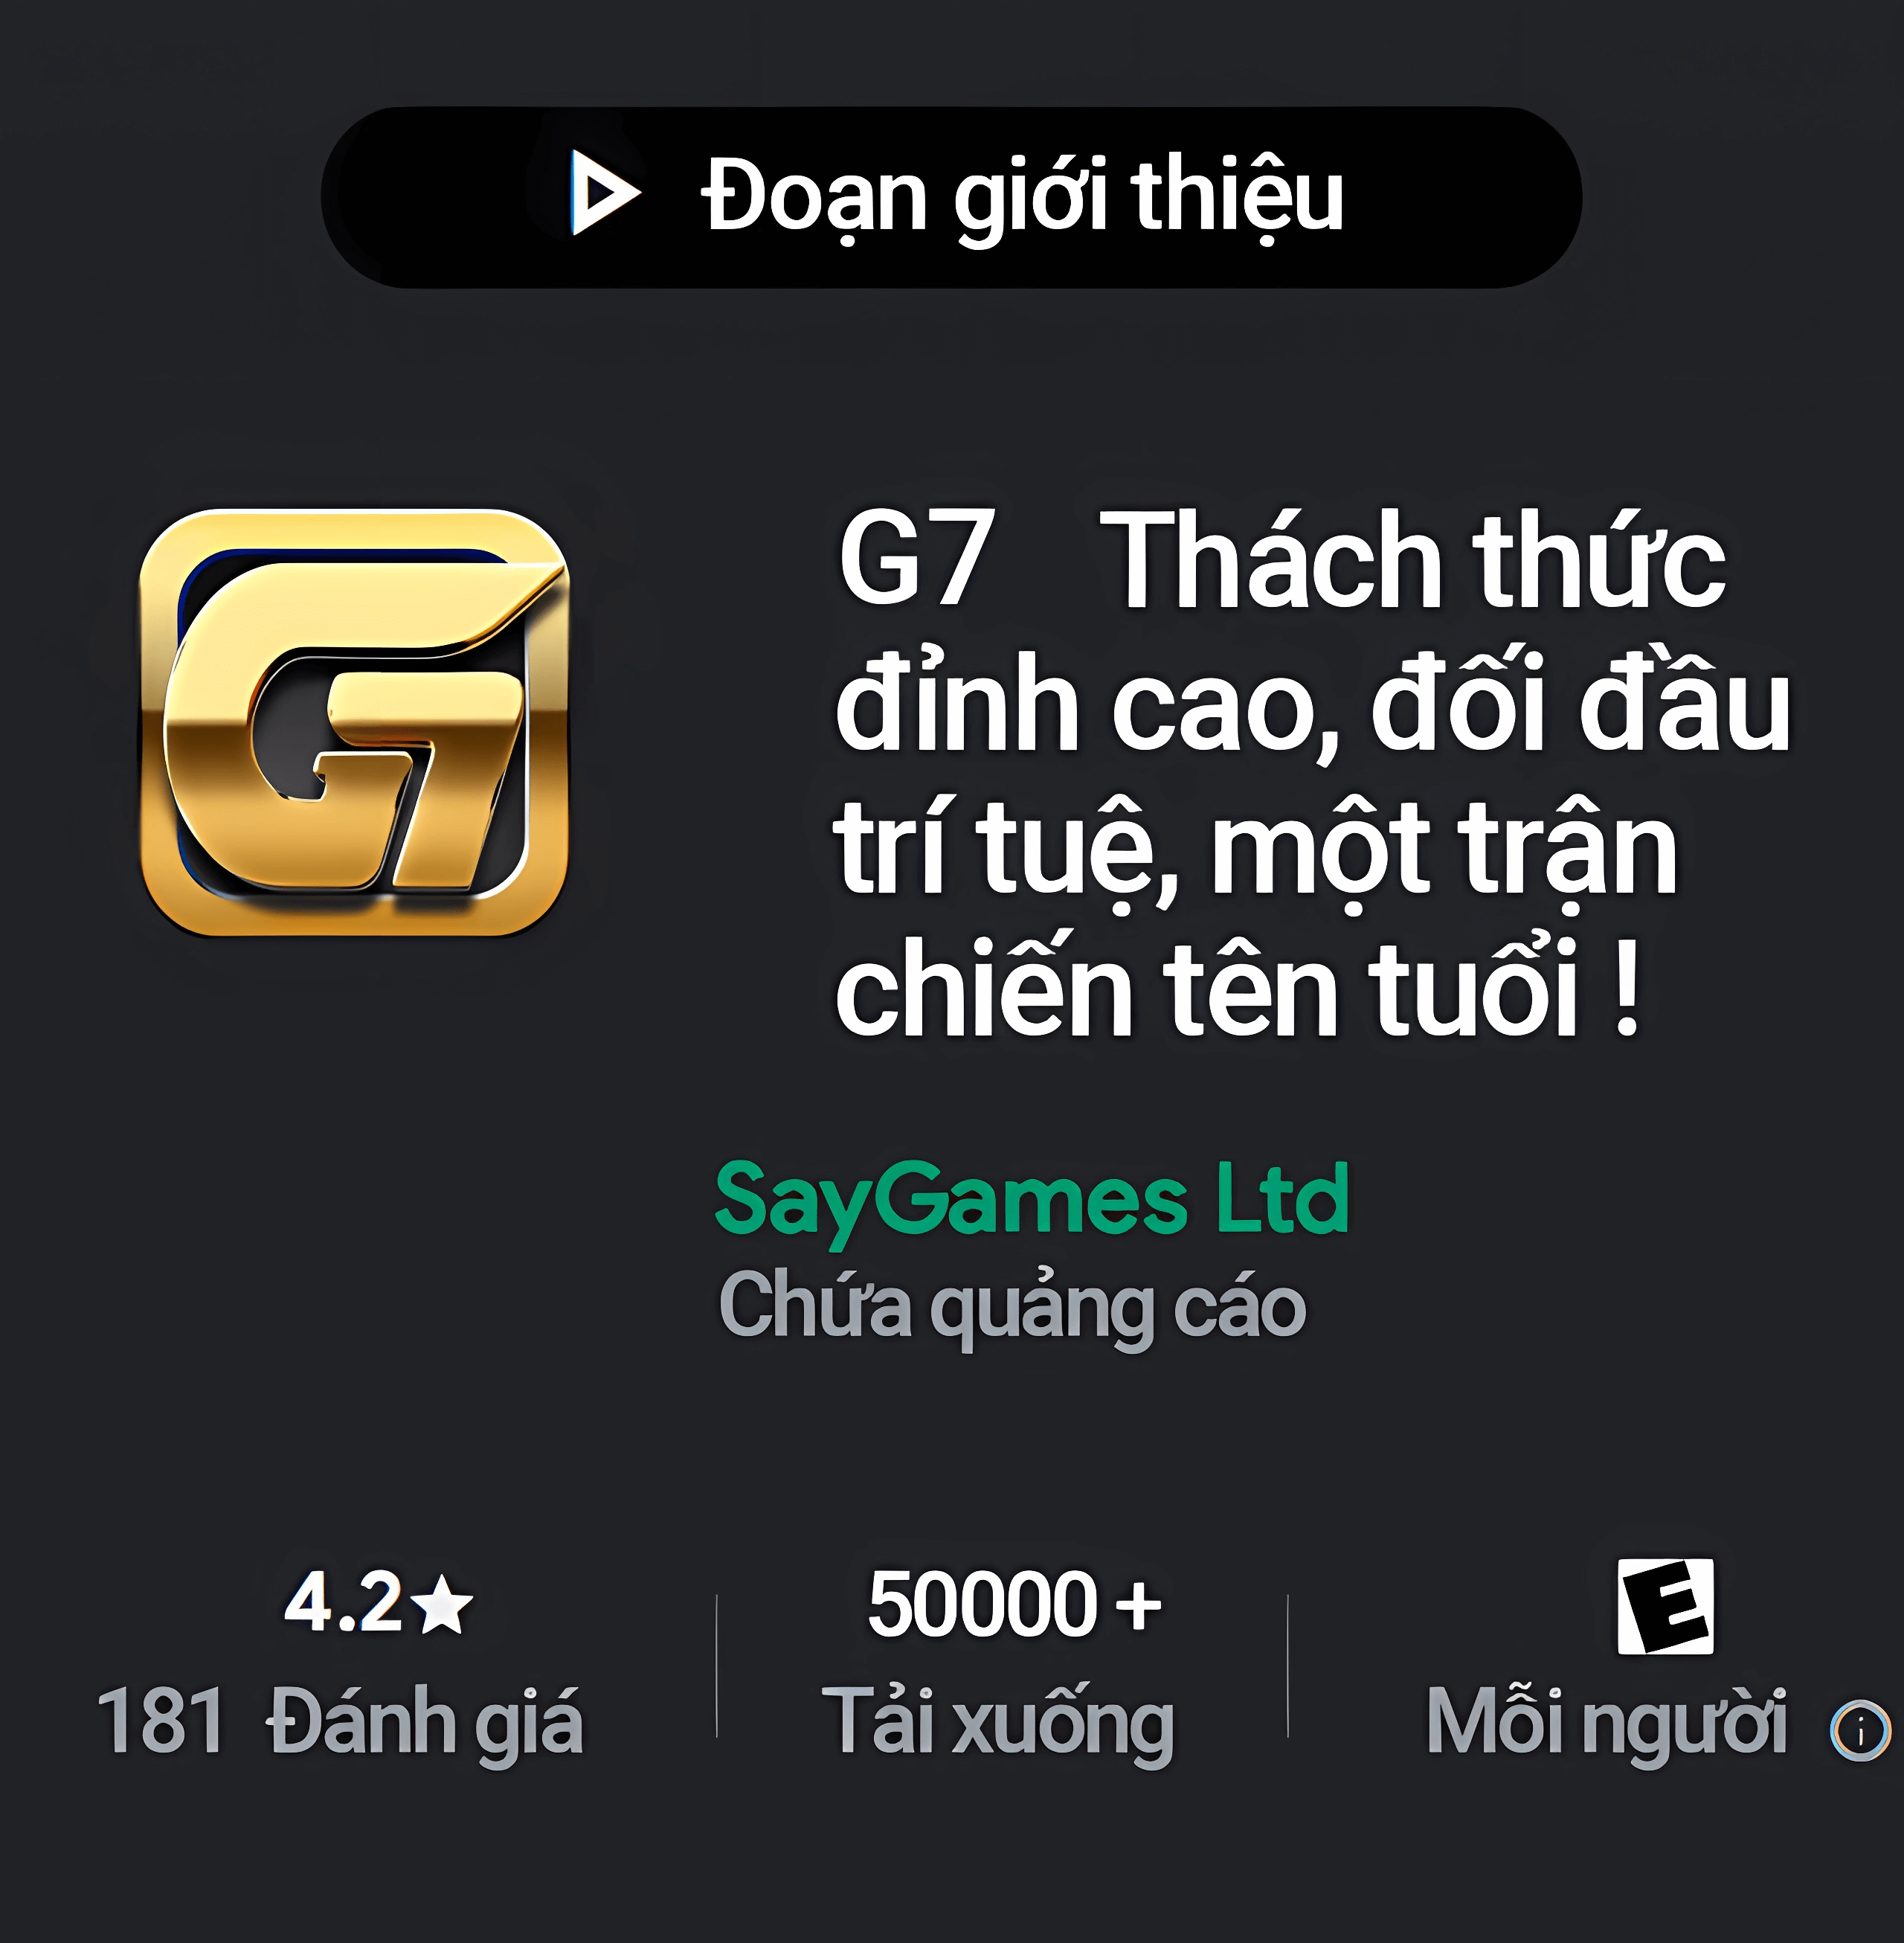 Đoạn giới thiệu
G7
G7 Thách thức
đỉnh cao, đối đầu
trí tuệ, một trận
chiến tên tuổi !
SayGames Ltd
Chứa quảng cáo
4.2★ 50000 + E
181 Đánh giá Tải xuống Mỗi người i